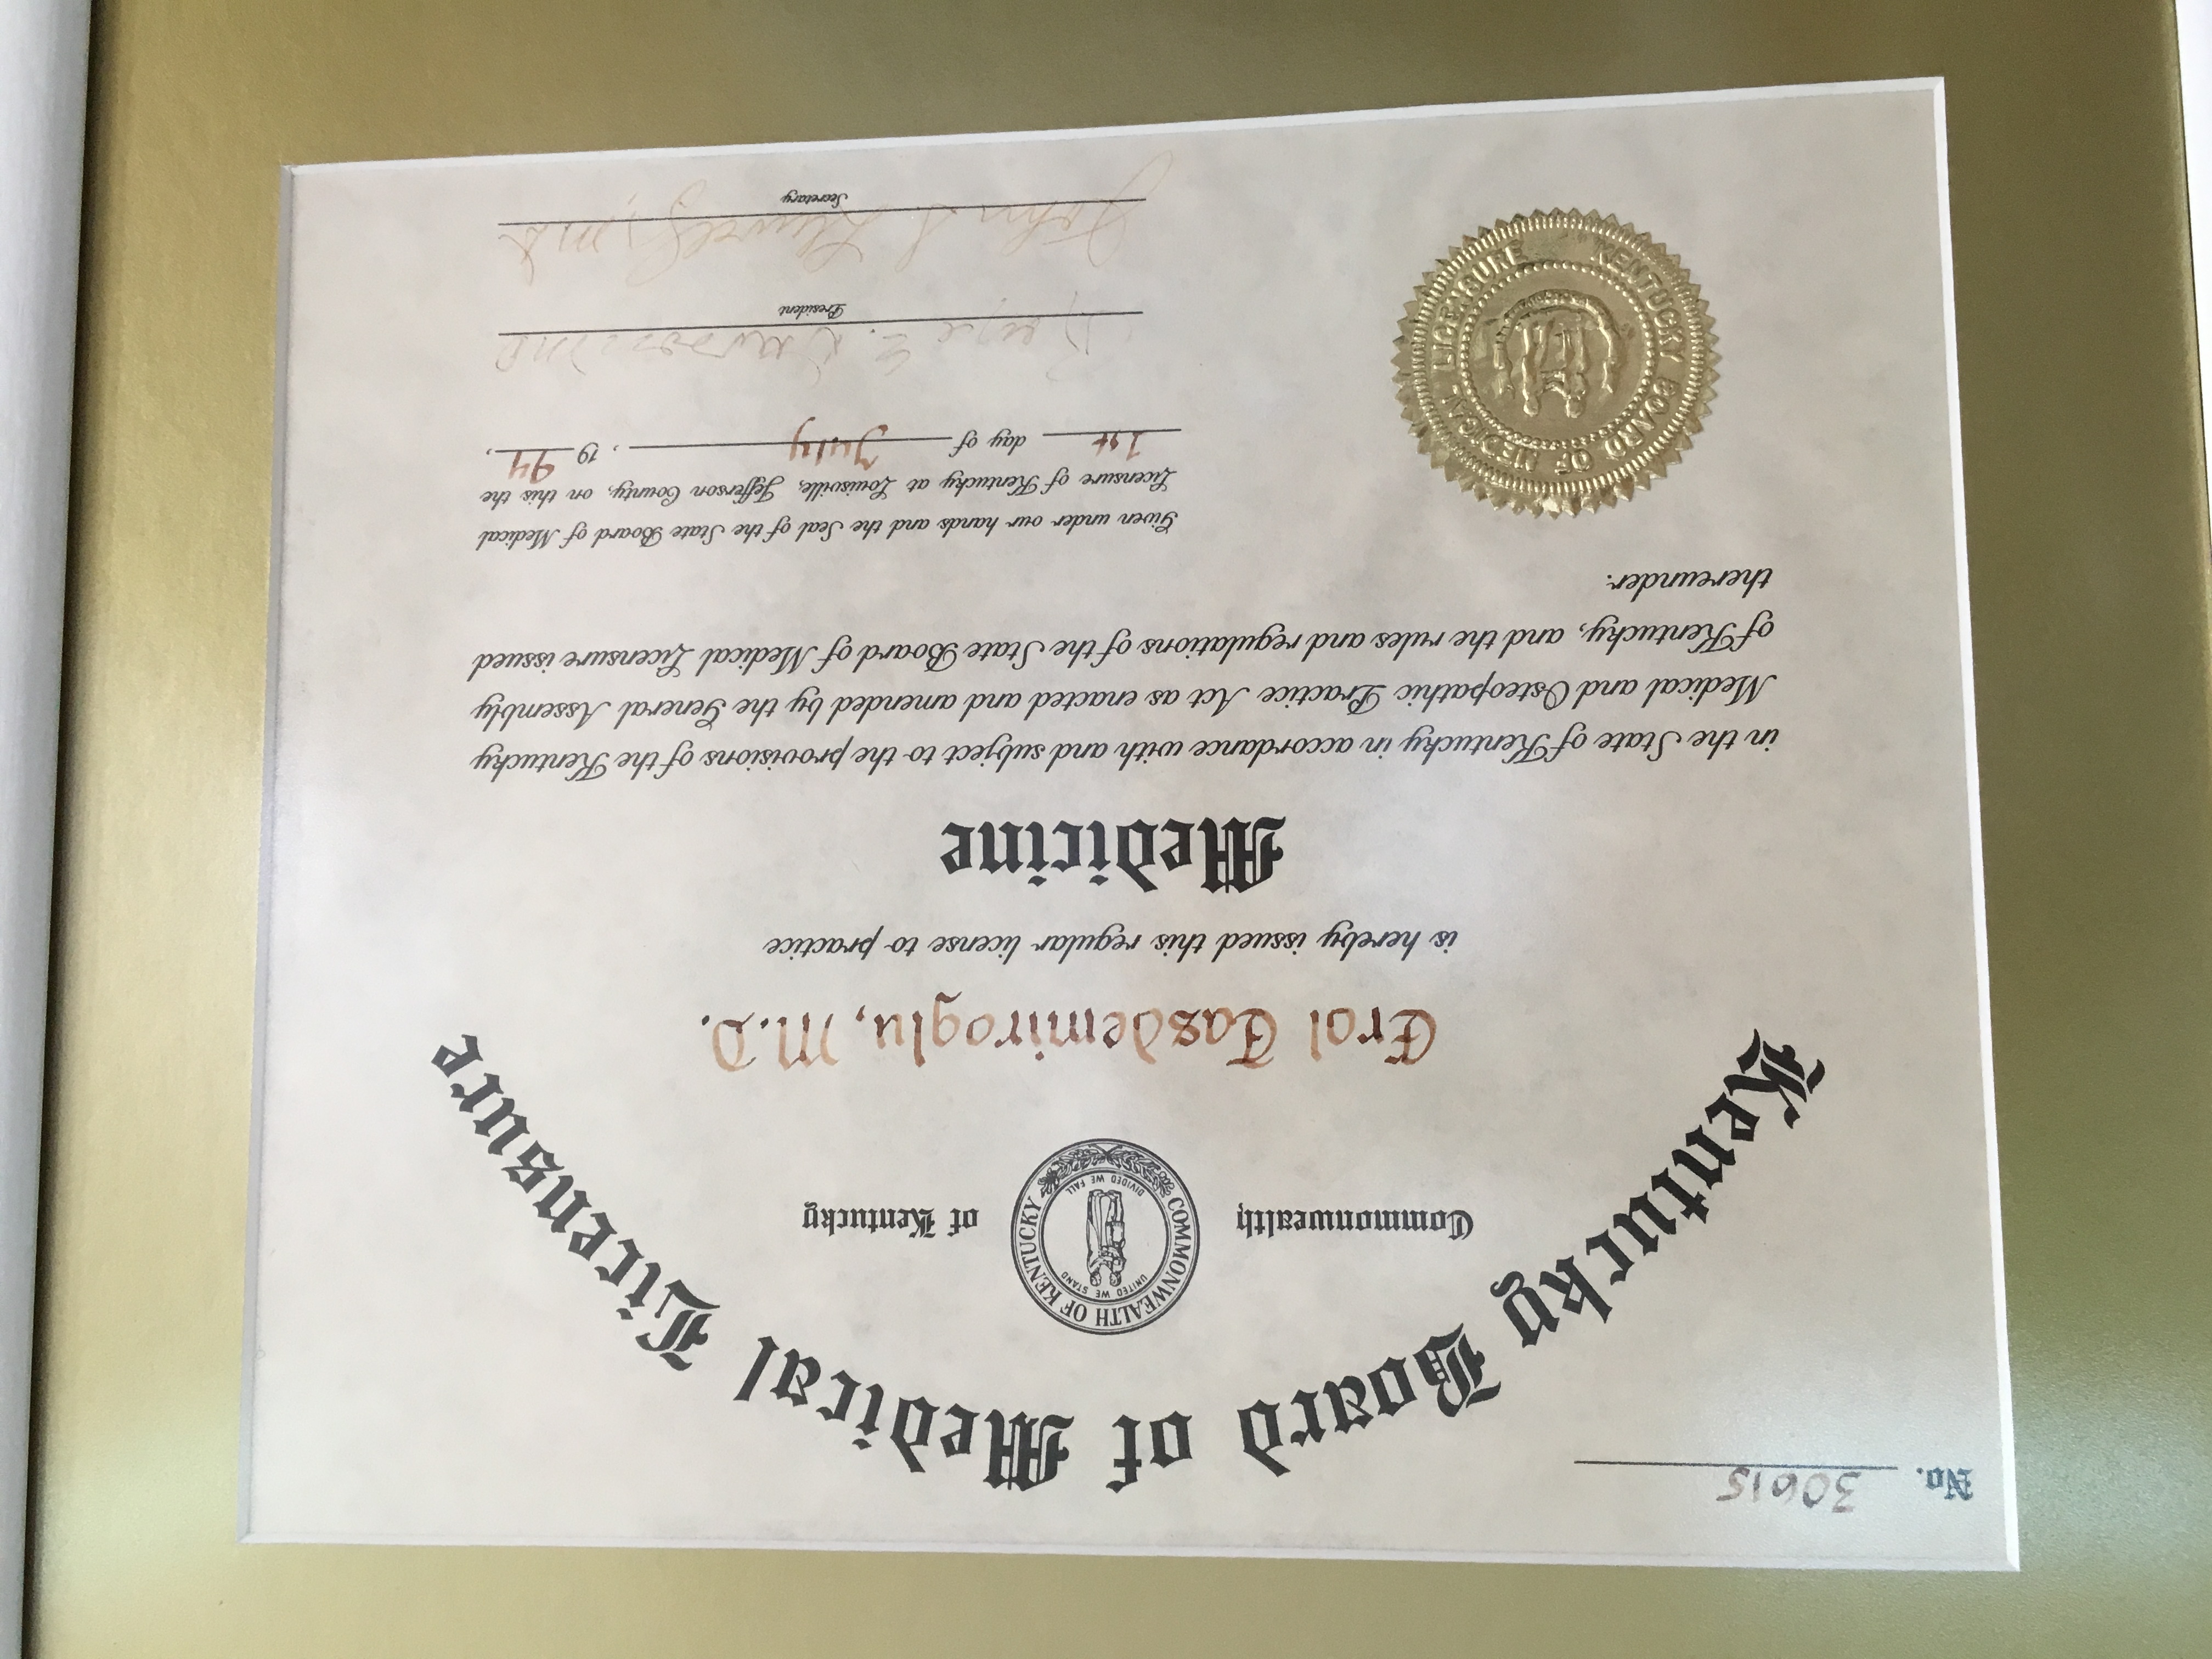 No. 30615
Kentucky Board of Medical Licensure
Commonwealth of Kentucky
COMMONWEALTH OF KENTUCKY
UNITED WE STAND
DIVIDED WE FALL
Erol Tasdemiroglu, M.D.
is hereby issued this regular license to practice
Medicine
in the State of Kentucky in accordance with and subject to the provisions of the Kentucky
Medical and Osteopathic Practice Act as enacted and amended by the General Assembly
of Kentucky, and the rules and regulations of the State Board of Medical Licensure issued
thereunder.
Given under our hands and the Seal of the State Board of Medical
Licensure of Kentucky at Louisville, Jefferson County, on this the
1st day of July, 1994,
President
Secretary
KENTUCKY BOARD OF MEDICAL LICENSURE